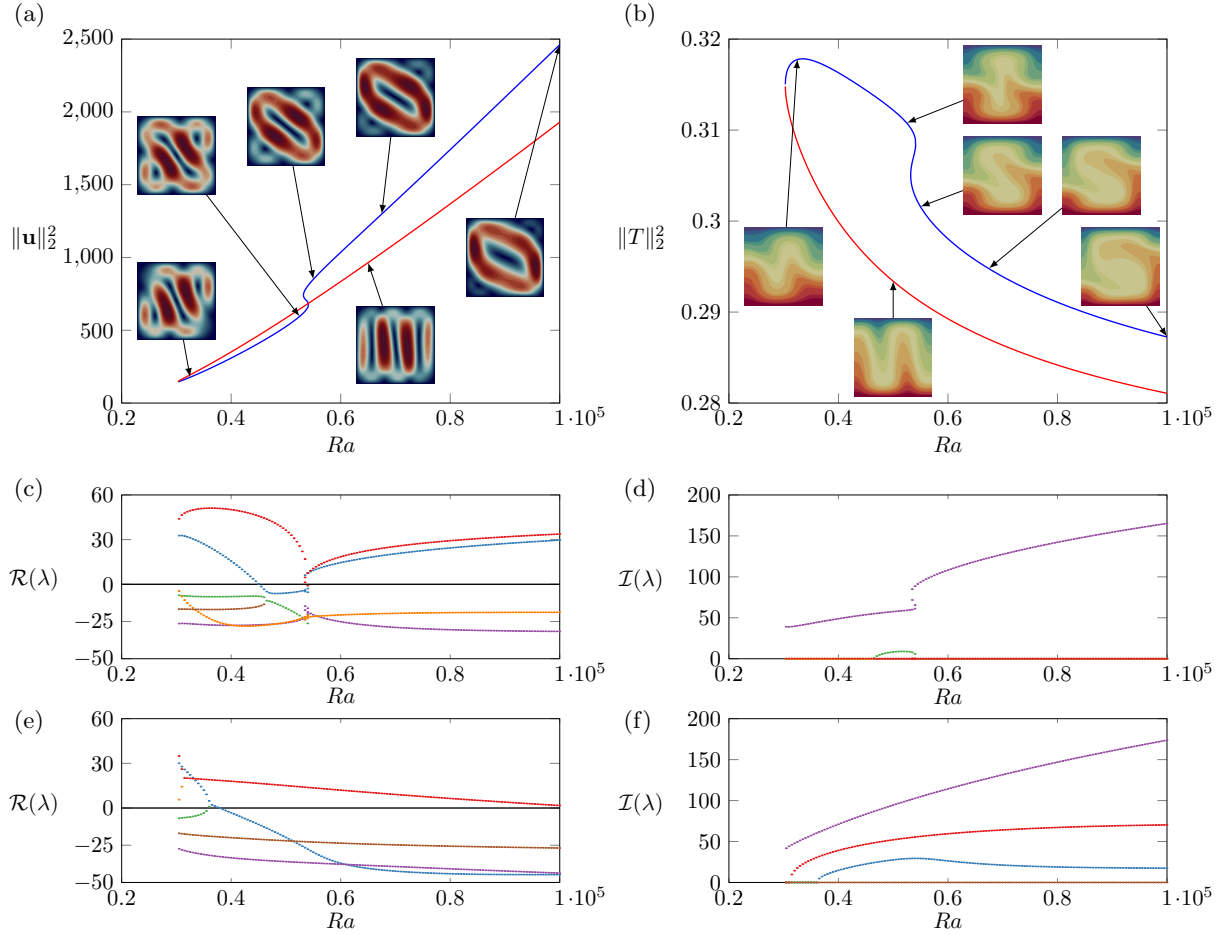 (a)
2,500
2,000
1,500
‖u‖₂²
1,000
500
0
0.2 0.4 0.6 0.8 1 ·10⁵
Ra
(b)
0.32
0.31
0.3
‖T‖₂²
0.29
0.28
0.2 0.4 0.6 0.8 1 ·10⁵
Ra
(c)
60
30
R(λ)
0
−25
−50
0.2 0.4 0.6 0.8 1 ·10⁵
Ra
(d)
200
150
I(λ)
100
50
0
0.2 0.4 0.6 0.8 1 ·10⁵
Ra
(e)
60
30
R(λ)
0
−25
−50
0.2 0.4 0.6 0.8 1 ·10⁵
Ra
(f)
200
150
I(λ)
100
50
0
0.2 0.4 0.6 0.8 1 ·10⁵
Ra